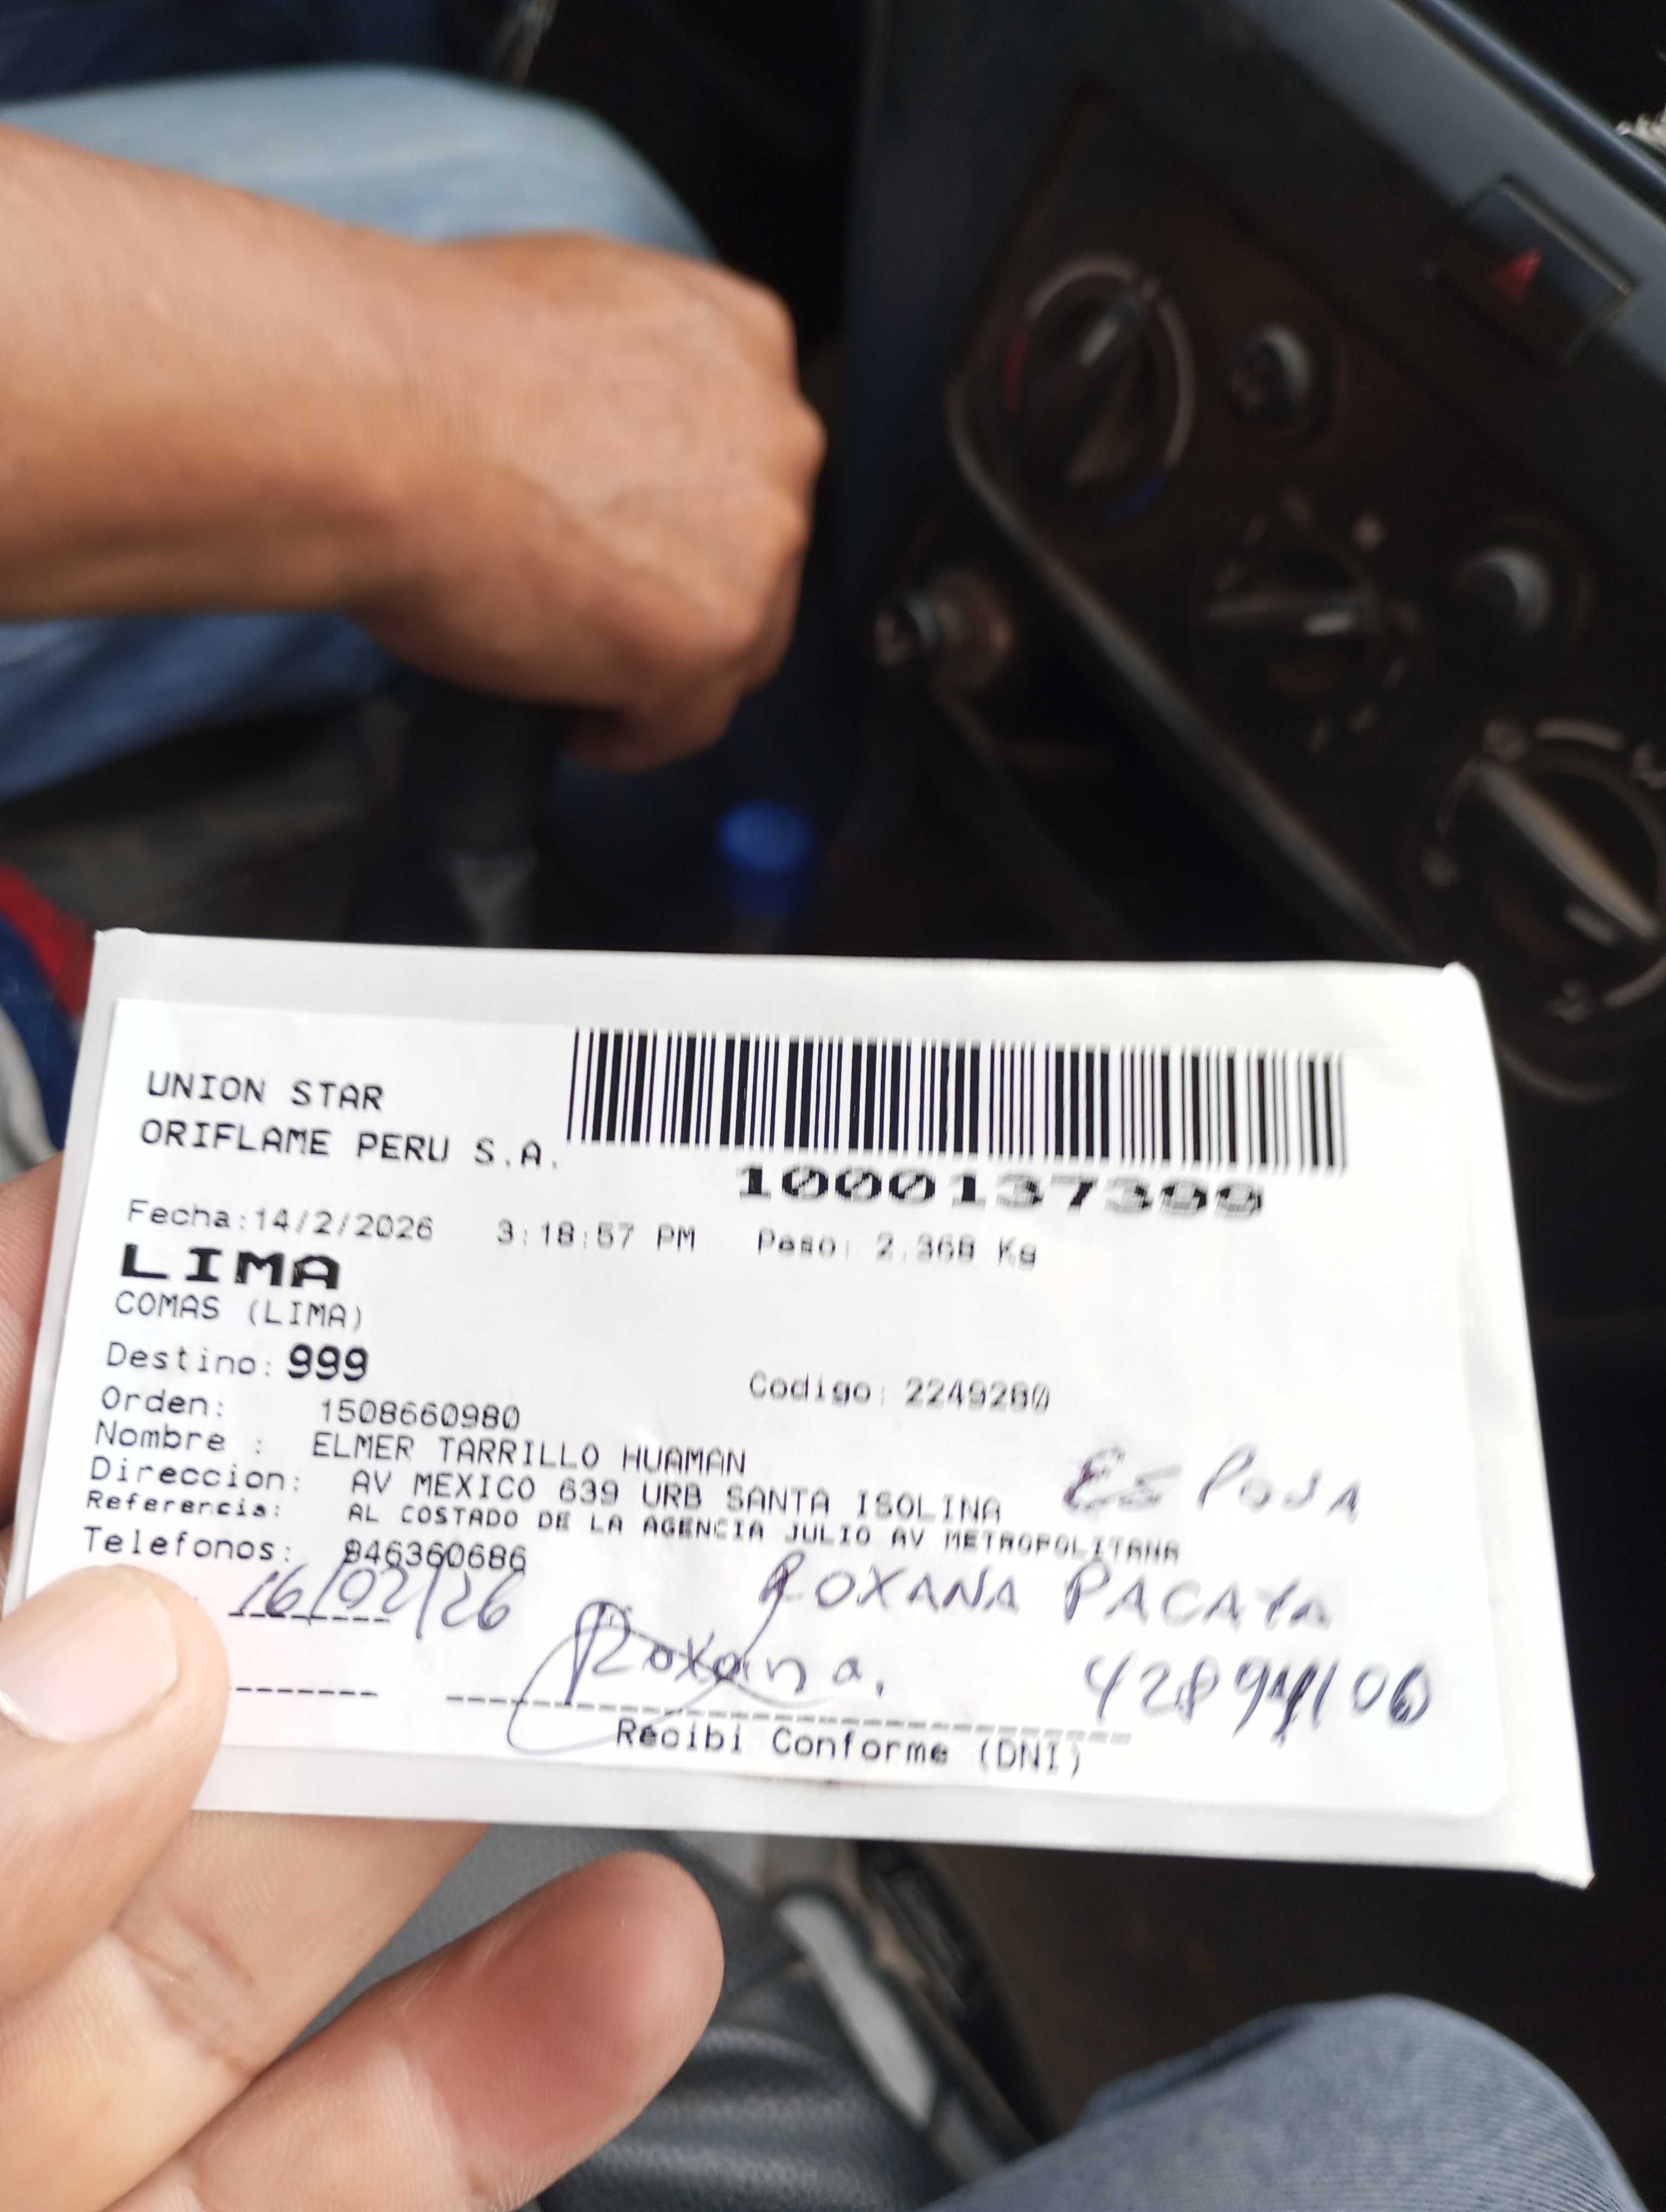 UNION STAR
ORIFLAME PERU S.A.
1000137399
Fecha:14/2/2026 3:18:57 PM Peso: 2.368 Kg
LIMA
COMAS (LIMA)
Destino: 999
Codigo: 2249280
Orden: 1508660980
Nombre : ELMER TARRILLO HUAMAN
Direccion: AV MEXICO 639 URB SANTA ISOLINA
ESPOSA
Referencia: AL COSTADO DE LA AGENCIA JULIO AV METROPOLITANA
Telefonos: 946360686
16/02/26
ROXANA PACAYA
Roxana.
Recibi Conforme (DNI)